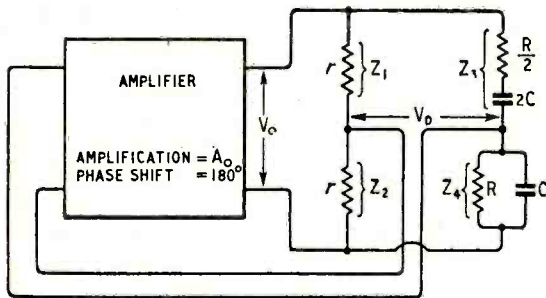 AMPLIFIER
AMPLIFICATION = A₀
PHASE SHIFT = 180°
V₀
r
Z₁
r
Z₂
V_D
Z₃
R/2
2C
Z₄
R
C